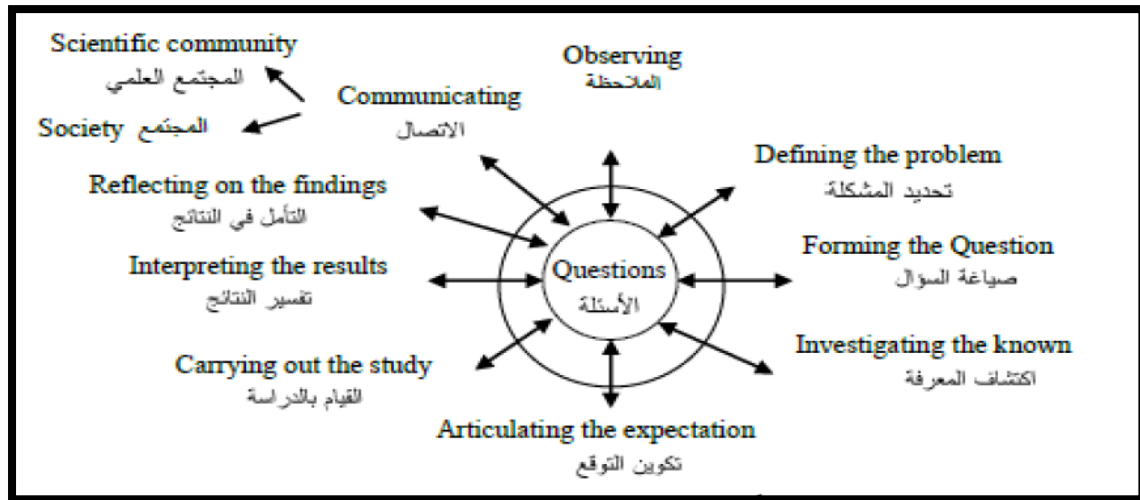 Scientific community
المجتمع العلمي
Society المجتمع
Communicating
الاتصال
Observing
الملاحظة
Defining the problem
تحديد المشكلة
Reflecting on the findings
التأمل في النتائج
Forming the Question
صياغة السؤال
Interpreting the results
تفسير النتائج
Questions
الأسئلة
Investigating the known
اكتشاف المعرفة
Carrying out the study
القيام بالدراسة
Articulating the expectation
تكوين التوقع